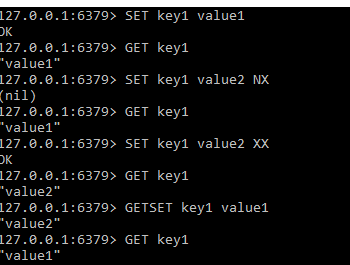 127.0.0.1:6379> SET key1 value1
OK
127.0.0.1:6379> GET key1
"value1"
127.0.0.1:6379> SET key1 value2 NX
(nil)
127.0.0.1:6379> GET key1
"value1"
127.0.0.1:6379> SET key1 value2 XX
OK
127.0.0.1:6379> GET key1
"value2"
127.0.0.1:6379> GETSET key1 value1
"value2"
127.0.0.1:6379> GET key1
"value1"